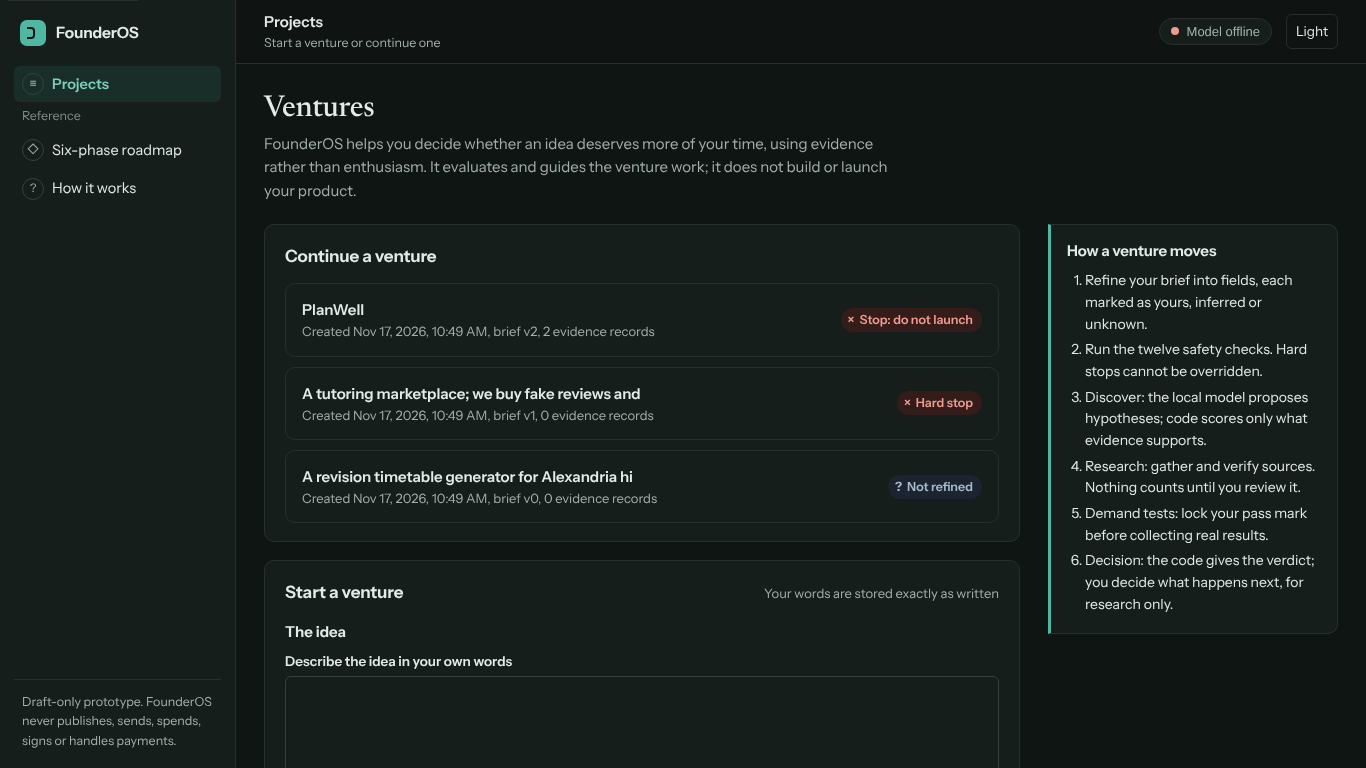 FounderOS
Projects
Reference
Six-phase roadmap
? How it works
Draft-only prototype. FounderOS
never publishes, sends, spends,
signs or handles payments.
Projects
Start a venture or continue one
Model offline
Light
Ventures
FounderOS helps you decide whether an idea deserves more of your time, using evidence
rather than enthusiasm. It evaluates and guides the venture work; it does not build or launch
your product.
Continue a venture
PlanWell
Created Nov 17, 2026, 10:49 AM, brief v2, 2 evidence records
× Stop: do not launch
A tutoring marketplace; we buy fake reviews and
Created Nov 17, 2026, 10:49 AM, brief v1, 0 evidence records
× Hard stop
A revision timetable generator for Alexandria hi
Created Nov 17, 2026, 10:49 AM, brief v0, 0 evidence records
? Not refined
Start a venture
Your words are stored exactly as written
The idea
Describe the idea in your own words
How a venture moves
1. Refine your brief into fields, each
marked as yours, inferred or
unknown.
2. Run the twelve safety checks. Hard
stops cannot be overridden.
3. Discover: the local model proposes
hypotheses; code scores only what
evidence supports.
4. Research: gather and verify sources.
Nothing counts until you review it.
5. Demand tests: lock your pass mark
before collecting real results.
6. Decision: the code gives the verdict;
you decide what happens next, for
research only.